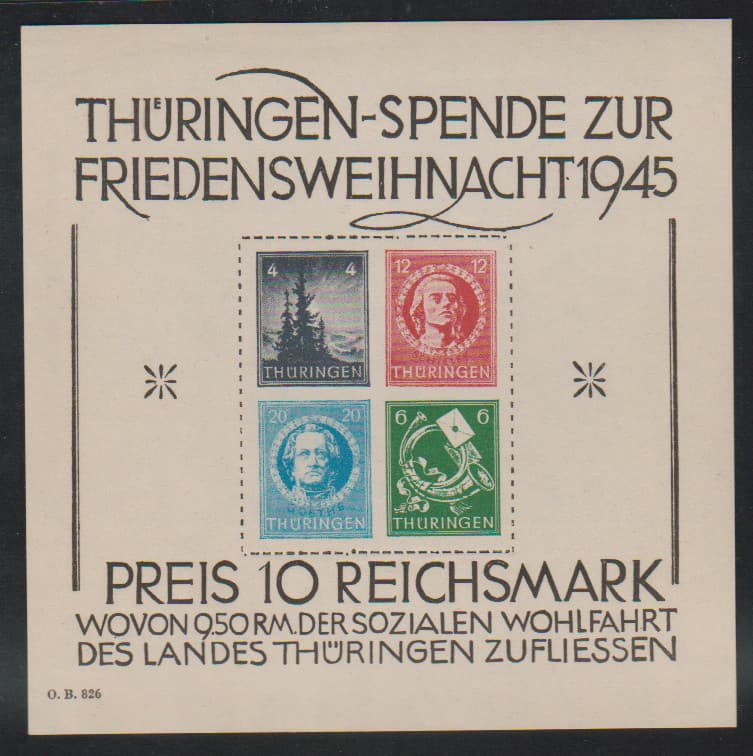 THÜRINGEN-SPENDE ZUR
FRIEDENSWEIHNACHT 1945
4 4
THÜRINGEN
12 12
SCHILLER
THÜRINGEN
20 20
GOETHE
THÜRINGEN
6 6
THÜRINGEN
PREIS 10 REICHSMARK
WOVON 9.50 RM. DER SOZIALEN WOHLFAHRT
DES LANDES THÜRINGEN ZUFLIESSEN
O. B. 826